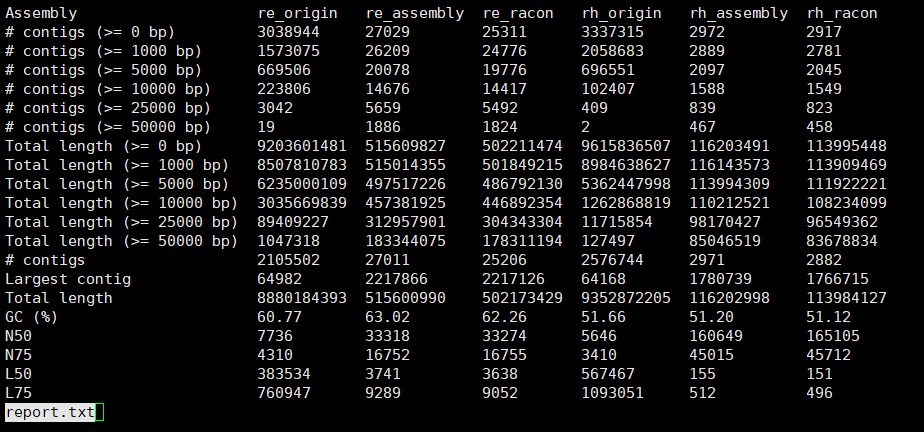 Assembly re_origin re_assembly re_racon rh_origin rh_assembly rh_racon
# contigs (>= 0 bp) 3038944 27029 25311 3337315 2972 2917
# contigs (>= 1000 bp) 1573075 26209 24776 2058683 2889 2781
# contigs (>= 5000 bp) 669506 20078 19776 696551 2097 2045
# contigs (>= 10000 bp) 223806 14676 14417 102407 1588 1549
# contigs (>= 25000 bp) 3042 5659 5492 409 839 823
# contigs (>= 50000 bp) 19 1886 1824 2 467 458
Total length (>= 0 bp) 9203601481 515609827 502211474 9615836507 116203491 113995448
Total length (>= 1000 bp) 8507810783 515014355 501849215 8984638627 116143573 113909469
Total length (>= 5000 bp) 6235000109 497517226 486792130 5362447998 113994309 111922221
Total length (>= 10000 bp) 3035669839 457381925 446892354 1262868819 110212521 108234099
Total length (>= 25000 bp) 89409227 312957901 304343304 11715854 98170427 96549362
Total length (>= 50000 bp) 1047318 183344075 178311194 127497 85046519 83678834
# contigs 2105502 27011 25206 2576744 2971 2882
Largest contig 64982 2217866 2217126 64168 1780739 1766715
Total length 8880184393 515600990 502173429 9352872205 116202998 113984127
GC (%) 60.77 63.02 62.26 51.66 51.20 51.12
N50 7736 33318 33274 5646 160649 165105
N75 4310 16752 16755 3410 45015 45712
L50 383534 3741 3638 567467 155 151
L75 760947 9289 9052 1093051 512 496
report.txt